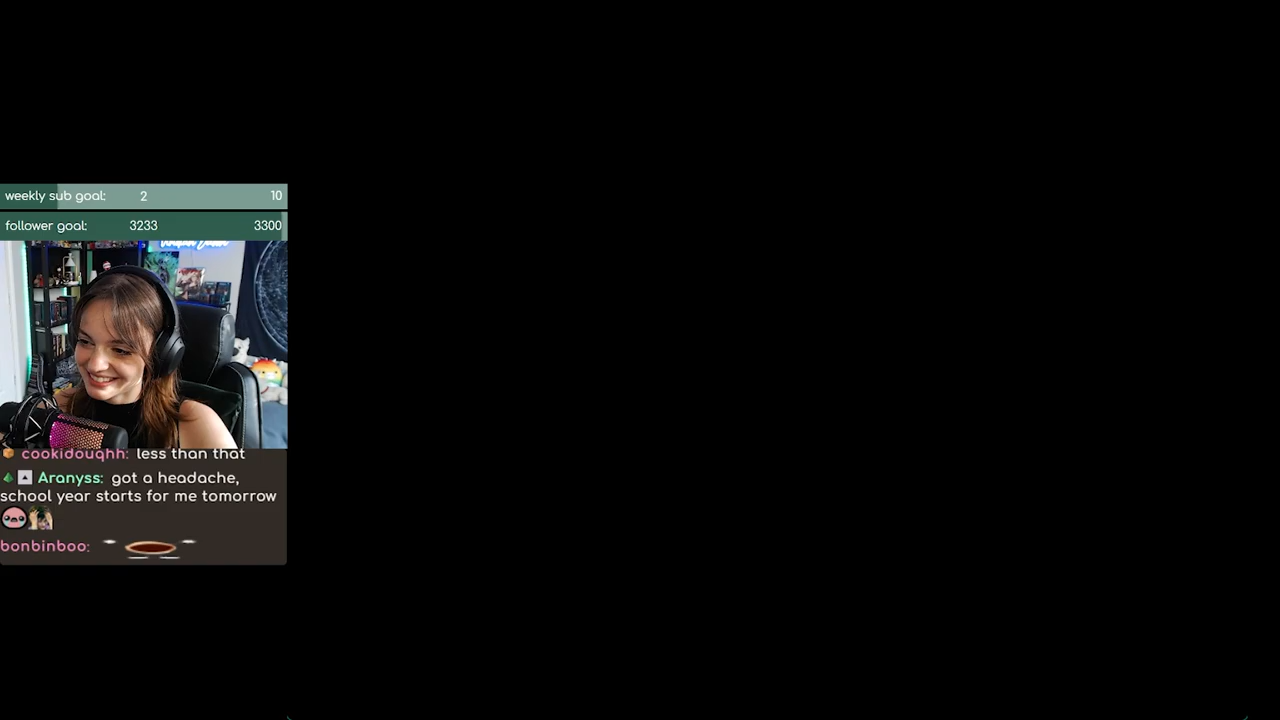 weekly sub goal: 2 10
follower goal: 3233 3300
cookidoughh: less than that
Aranyss: got a headache,
school year starts for me tomorrow
bonbinboo: